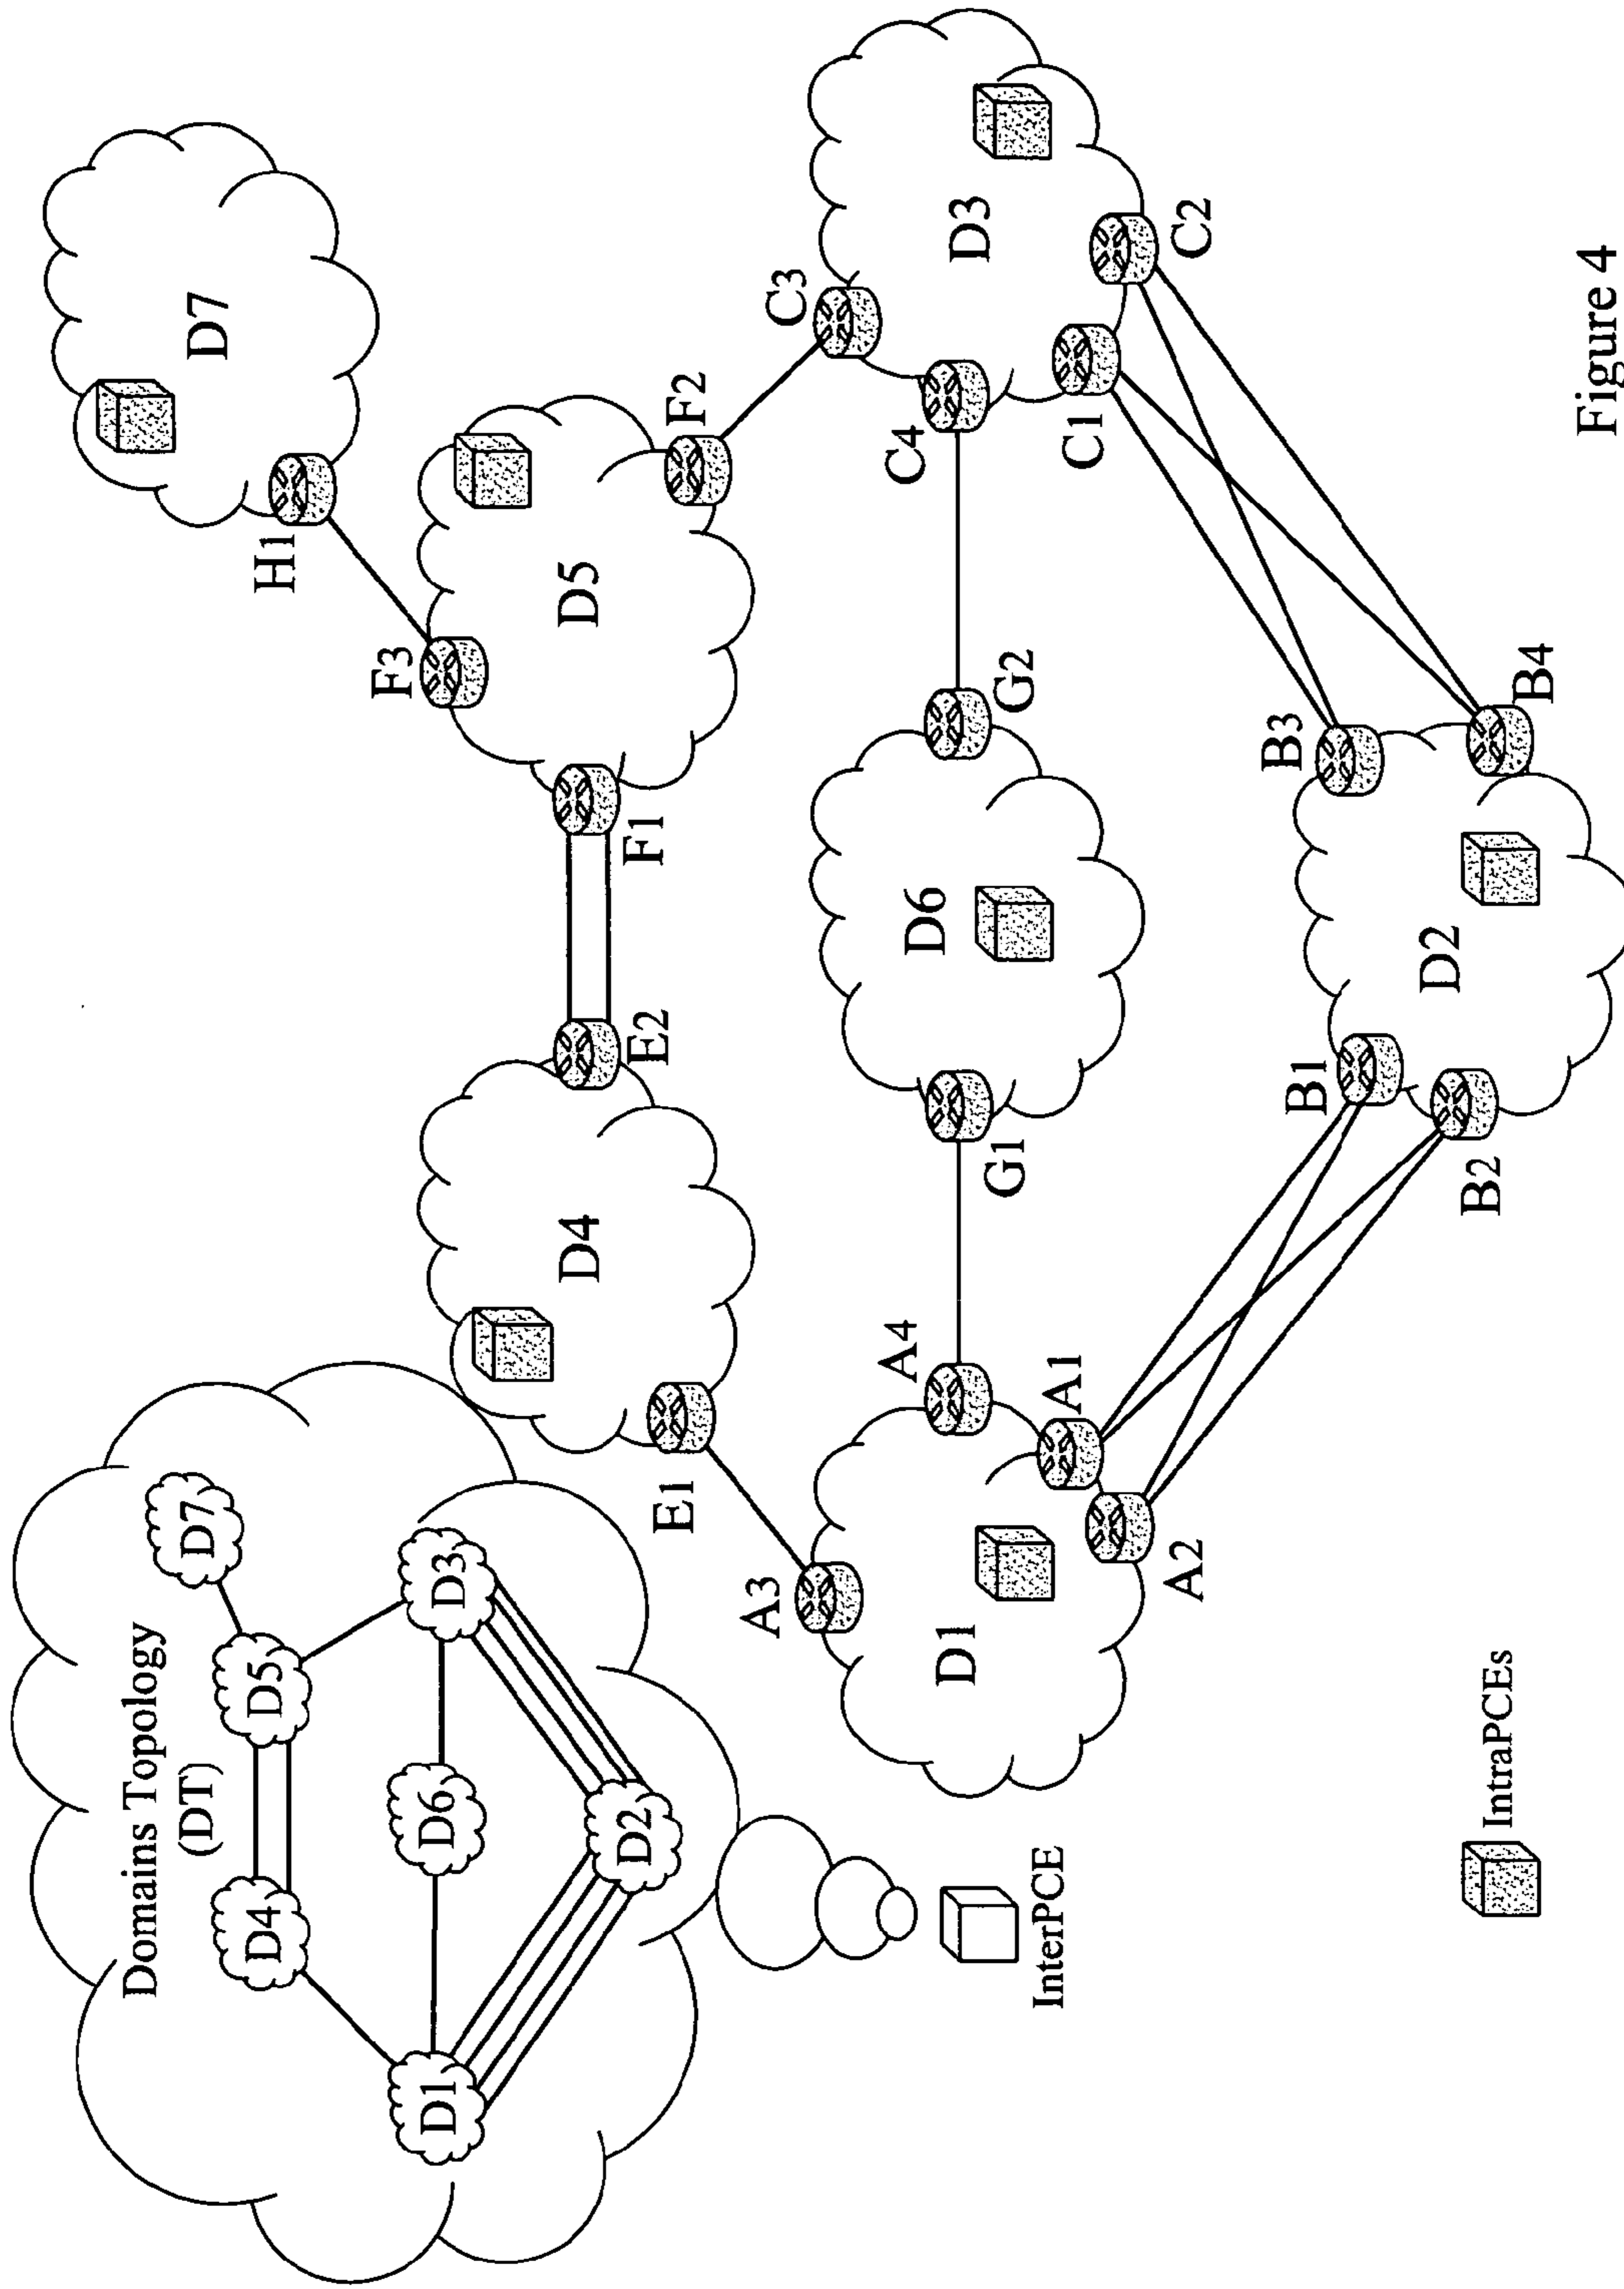 Domains Topology
(DT)
D4
D5
D7
D1
D6
D3
D2
InterPCE
IntraPCEs
D7
H1
D4
E1
E2
D5
F1
F3
F2
A3
D1
A4
A1
A2
G1
D6
G2
C3
C4
D3
C1
C2
B1
B2
D2
B3
B4
Figure 4